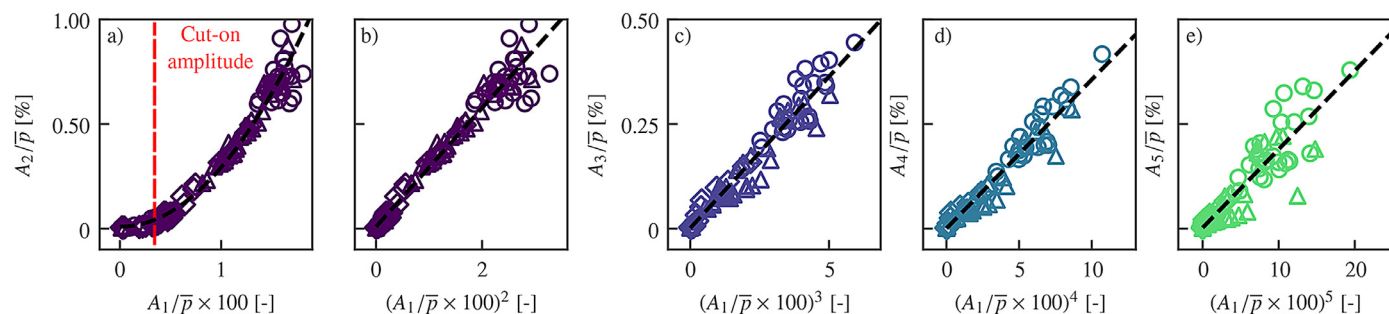 a)
Cut-on
amplitude
1.00
0.50
0
A₂/p̅ [%]
0 1
A₁/p̅ × 100 [-]
b)
0 2
(A₁/p̅ × 100)² [-]
c)
0.50
0.25
0
A₃/p̅ [%]
0 5
(A₁/p̅ × 100)³ [-]
d)
A₄/p̅ [%]
0 5 10
(A₁/p̅ × 100)⁴ [-]
e)
A₅/p̅ [%]
0 10 20
(A₁/p̅ × 100)⁵ [-]